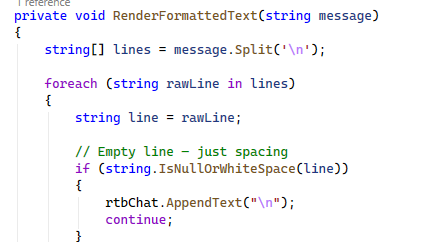 1 reference
private void RenderFormattedText(string message)
{
    string[] lines = message.Split('\n');

    foreach (string rawLine in lines)
    {
        string line = rawLine;

        // Empty line — just spacing
        if (string.IsNullOrWhiteSpace(line))
        {
            rtbChat.AppendText("\n");
            continue;
        }